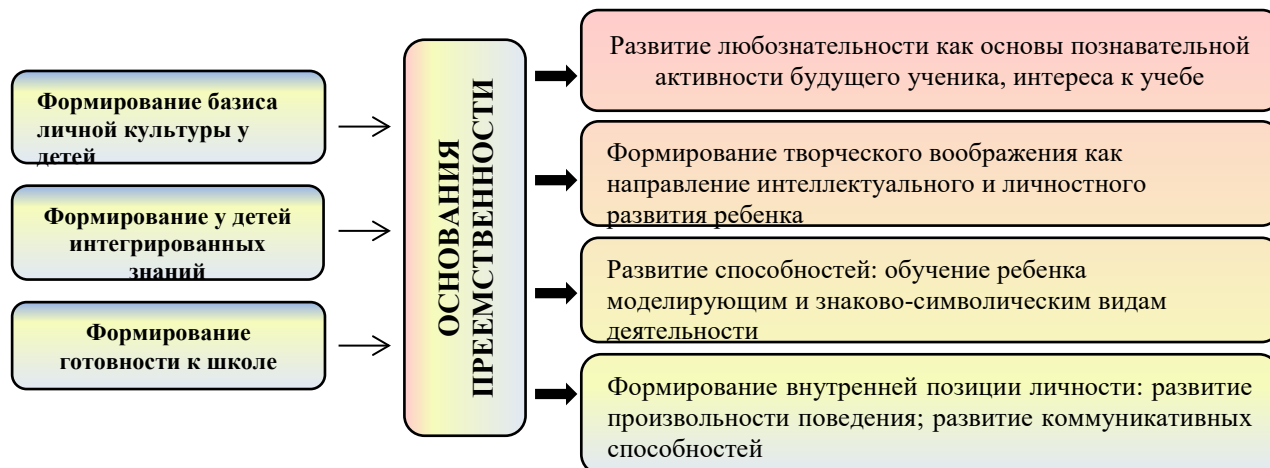 Формирование базиса
личной культуры у
детей
Формирование у детей
интегрированных
знаний
Формирование
готовности к школе
ОСНОВАНИЯ
ПРЕЕМСТВЕННОСТИ
Развитие любознательности как основы познавательной
активности будущего ученика, интереса к учебе
Формирование творческого воображения как
направление интеллектуального и личностного
развития ребенка
Развитие способностей: обучение ребенка
моделирующим и знаково-символическим видам
деятельности
Формирование внутренней позиции личности: развитие
произвольности поведения; развитие коммуникативных
способностей